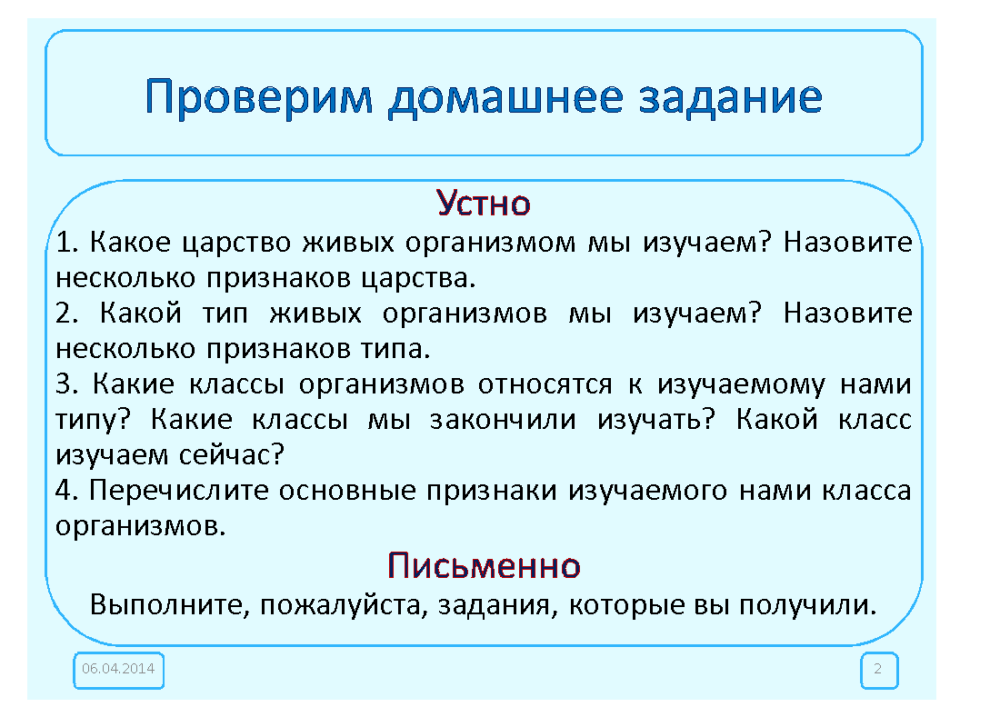 Проверим домашнее задание
Устно
1. Какое царство живых организмом мы изучаем? Назовите
несколько признаков царства.
2. Какой тип живых организмов мы изучаем? Назовите
несколько признаков типа.
3. Какие классы организмов относятся к изучаемому нами
типу? Какие классы мы закончили изучать? Какой класс
изучаем сейчас?
4. Перечислите основные признаки изучаемого нами класса
организмов.
Письменно
Выполните, пожалуйста, задания, которые вы получили.
06.04.2014
2